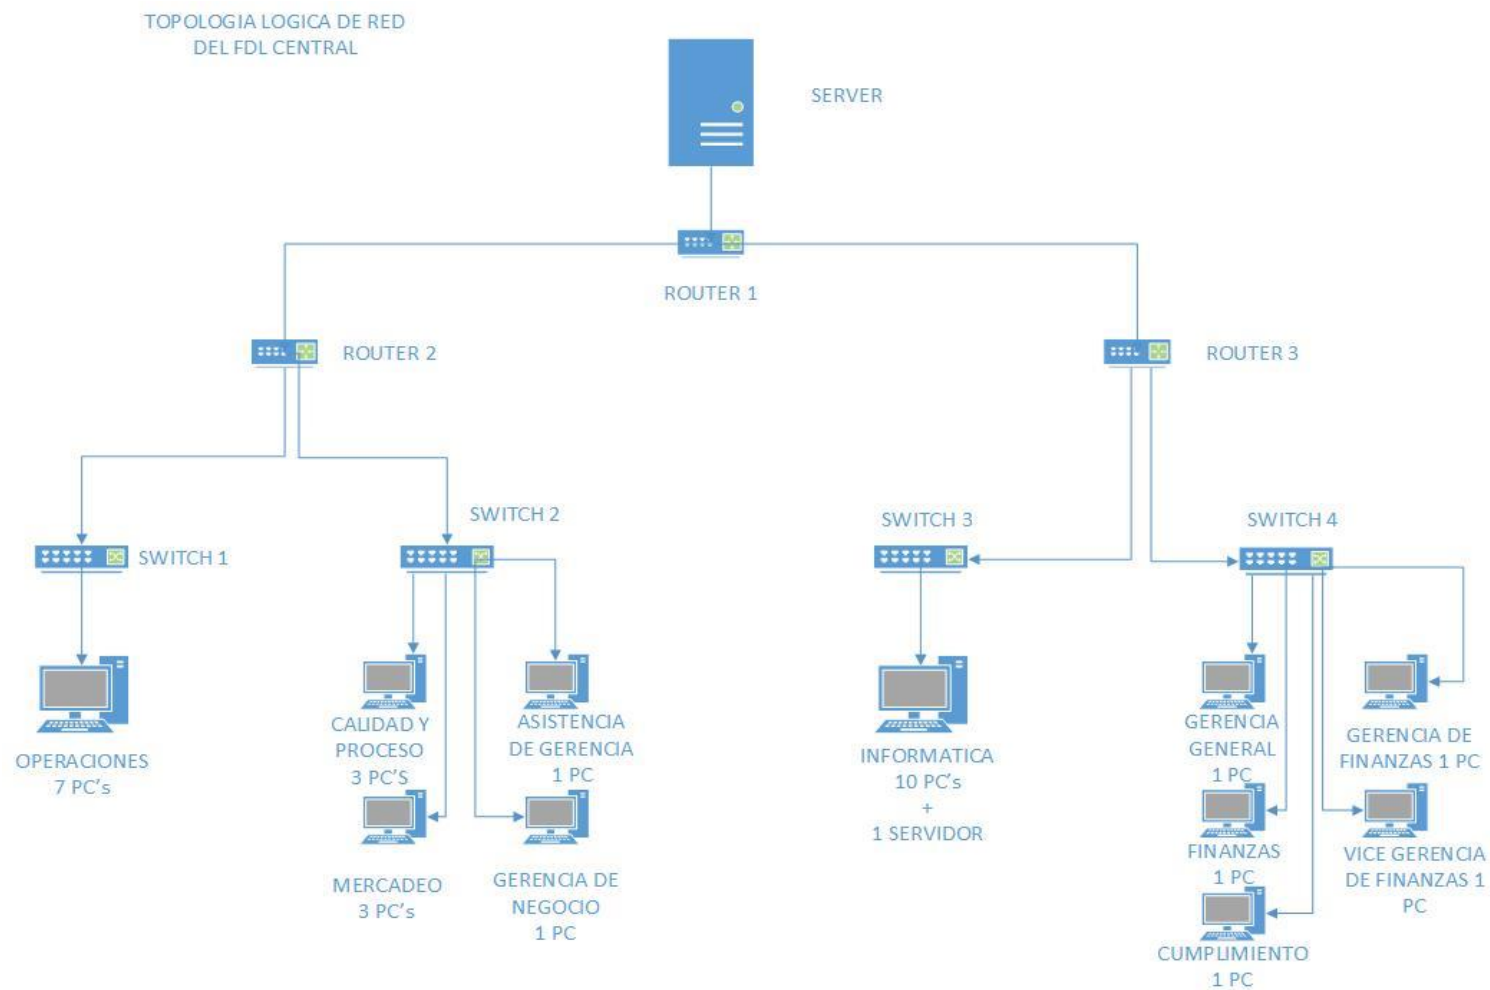 TOPOLOGIA LOGICA DE RED
DEL FDL CENTRAL
SERVER
ROUTER 1
ROUTER 2
ROUTER 3
SWITCH 1
SWITCH 2
SWITCH 3
SWITCH 4
OPERACIONES
7 PC's
CALIDAD Y
PROCESO
3 PC'S
ASISTENCIA
DE GERENCIA
1 PC
MERCADEO
3 PC's
GERENCIA DE
NEGOCIO
1 PC
INFORMATICA
10 PC's
+
1 SERVIDOR
GERENCIA
GENERAL
1 PC
GERENCIA DE
FINANZAS 1 PC
FINANZAS
1 PC
VICE GERENCIA
DE FINANZAS 1
PC
CUMPLIMIENTO
1 PC